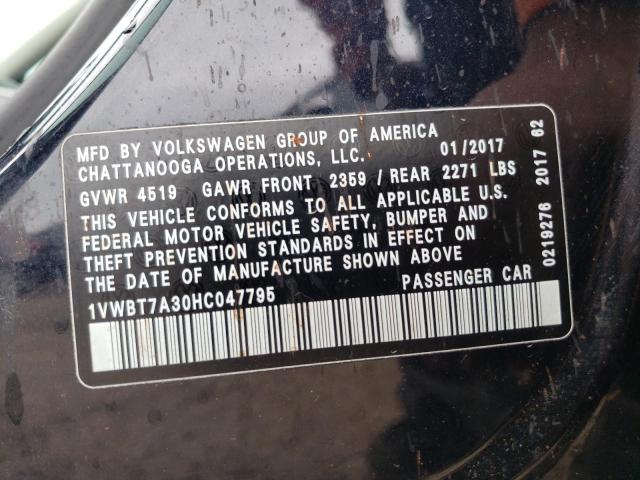 MFD BY VOLKSWAGEN GROUP OF AMERICA
CHATTANOOGA OPERATIONS, LLC. 01/2017
GVWR 4519 GAWR FRONT 2359 / REAR 2271 LBS
THIS VEHICLE CONFORMS TO ALL APPLICABLE U.S.
FEDERAL MOTOR VEHICLE SAFETY, BUMPER AND
THEFT PREVENTION STANDARDS IN EFFECT ON
THE DATE OF MANUFACTURE SHOWN ABOVE
1VWBT7A30HC047795 PASSENGER CAR
0219276 2017 62